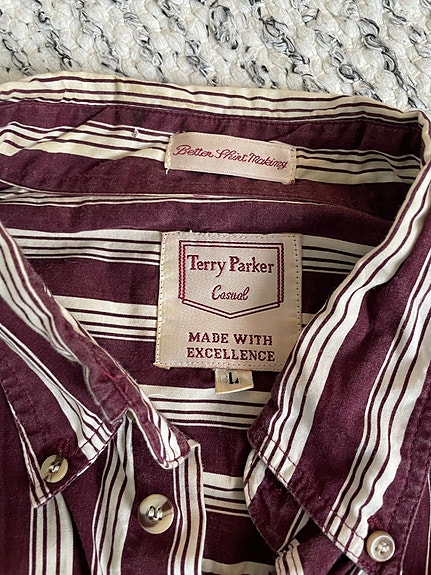 Better Shirt Making
Terry Parker
Casual
MADE WITH
EXCELLENCE
L